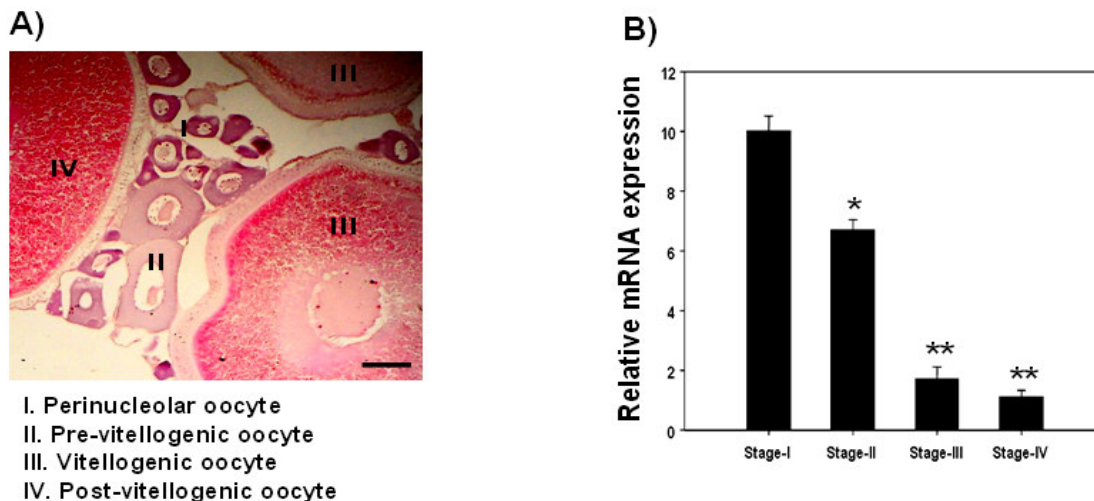 A)
III
I
IV
III
II
I. Perinucleolar oocyte
II. Pre-vitellogenic oocyte
III. Vitellogenic oocyte
IV. Post-vitellogenic oocyte
B)
Relative mRNA expression
12
10
8
6
4
2
0
*
**
**
Stage-I
Stage-II
Stage-III
Stage-IV